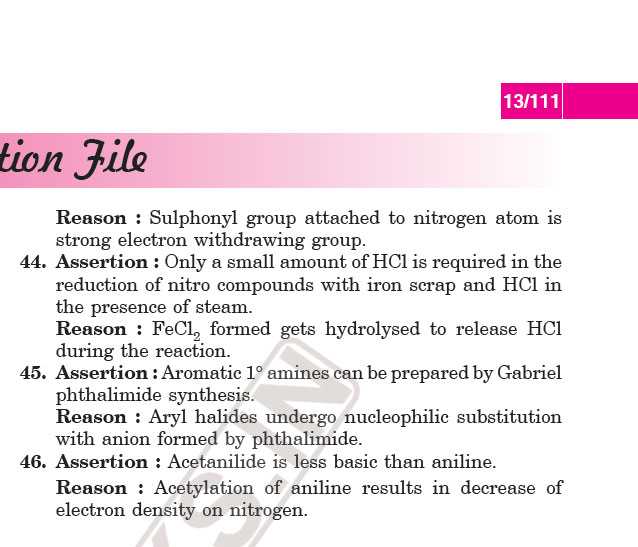 13/111
tion File
Reason : Sulphonyl group attached to nitrogen atom is
strong electron withdrawing group.
44. Assertion : Only a small amount of HCl is required in the
reduction of nitro compounds with iron scrap and HCl in
the presence of steam.
Reason : FeCl₂ formed gets hydrolysed to release HCl
during the reaction.
45. Assertion : Aromatic 1° amines can be prepared by Gabriel
phthalimide synthesis.
Reason : Aryl halides undergo nucleophilic substitution
with anion formed by phthalimide.
46. Assertion : Acetanilide is less basic than aniline.
Reason : Acetylation of aniline results in decrease of
electron density on nitrogen.
KS.IN